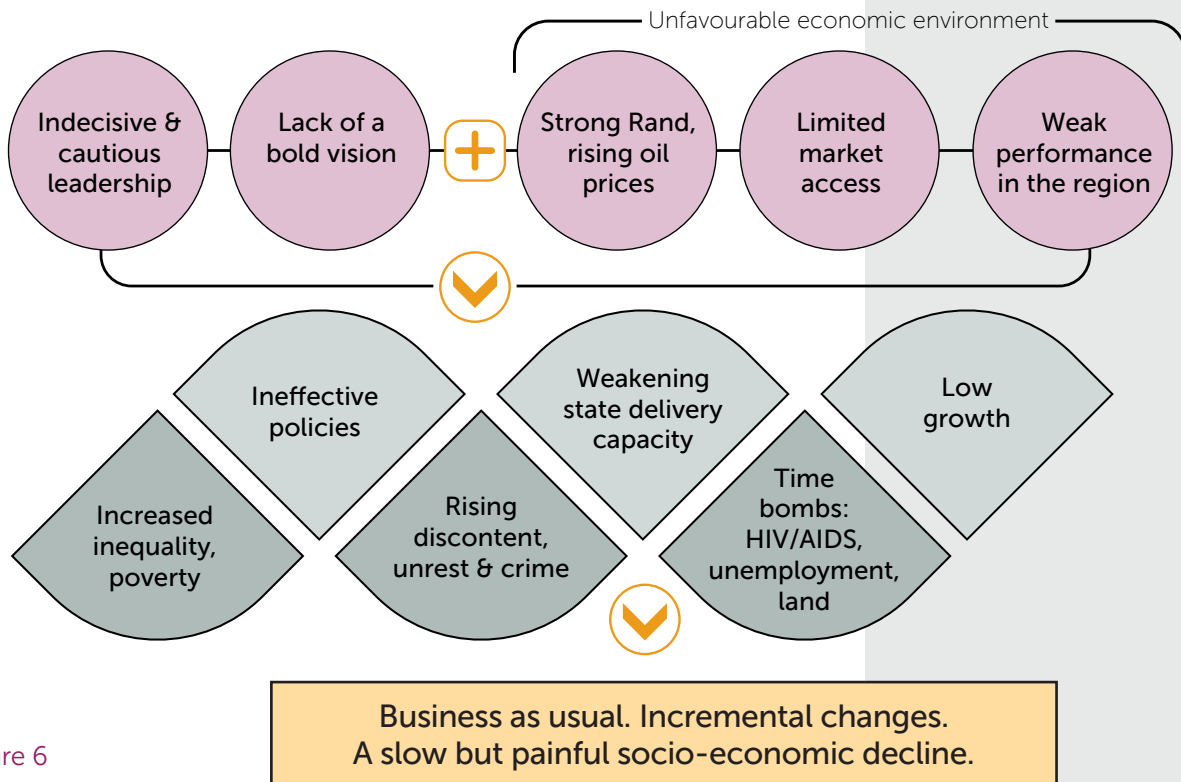 Unfavourable economic environment
Indecisive &
cautious
leadership
Lack of a
bold vision
Strong Rand,
rising oil
prices
Limited
market
access
Weak
performance
in the region
Ineffective
policies
Weakening
state delivery
capacity
Low
growth
Increased
inequality,
poverty
Rising
discontent,
unrest & crime
Time
bombs:
HIV/AIDS,
unemployment,
land
Business as usual. Incremental changes.
A slow but painful socio-economic decline.
re 6